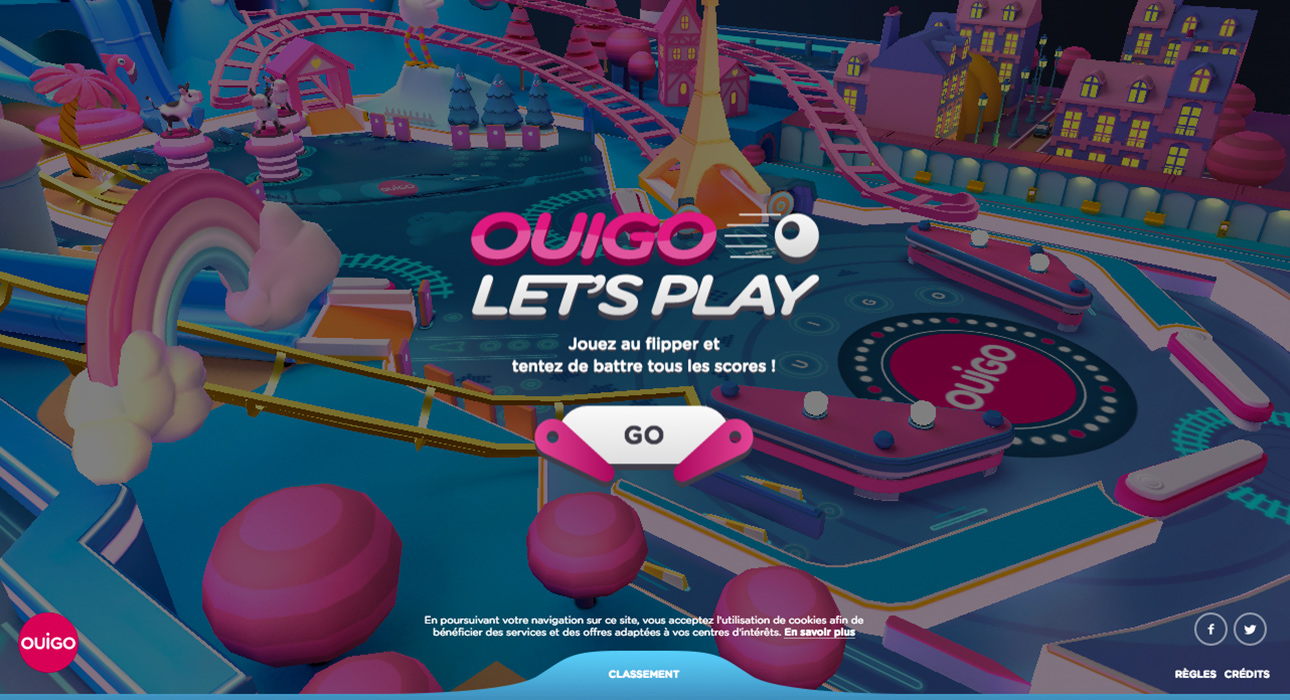 OUIGO
OUIGO
LET'S PLAY
Jouez au flipper et
tentez de battre tous les scores !
OUIGO
GO
En poursuivant votre navigation sur ce site, vous acceptez l'utilisation de cookies afin de
bénéficier des services et des offres adaptées à vos centres d'intérêts. En savoir plus
OUIGO
CLASSEMENT
RÈGLES CRÉDITS